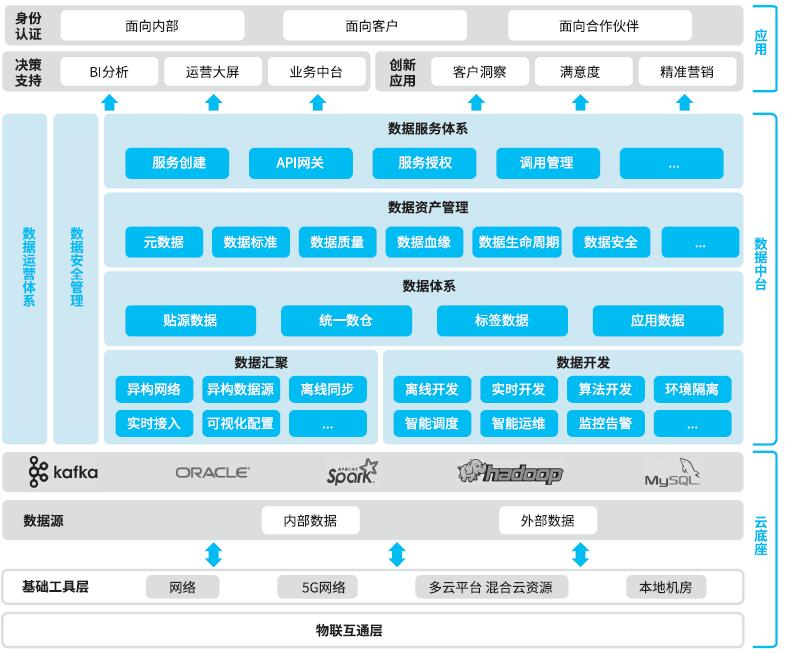 身份
认证
面向内部
面向客户
面向合作伙伴
应用
决策
支持
BI分析
运营大屏
业务中台
创新
应用
客户洞察
满意度
精准营销
数据运营体系
数据安全管理
数据服务体系
服务创建
API网关
服务授权
调用管理
...
数据资产管理
元数据
数据标准
数据质量
数据血缘
数据生命周期
数据安全
...
数据中台
数据体系
贴源数据
统一数仓
标签数据
应用数据
数据汇聚
异构网络
异构数据源
离线同步
实时接入
可视化配置
...
数据开发
离线开发
实时开发
算法开发
环境隔离
智能调度
智能运维
监控告警
...
kafka
ORACLE
APACHE
Spark
hadoop
MySQL
数据源
内部数据
外部数据
云底座
基础工具层
网络
5G网络
多云平台 混合云资源
本地机房
物联互通层